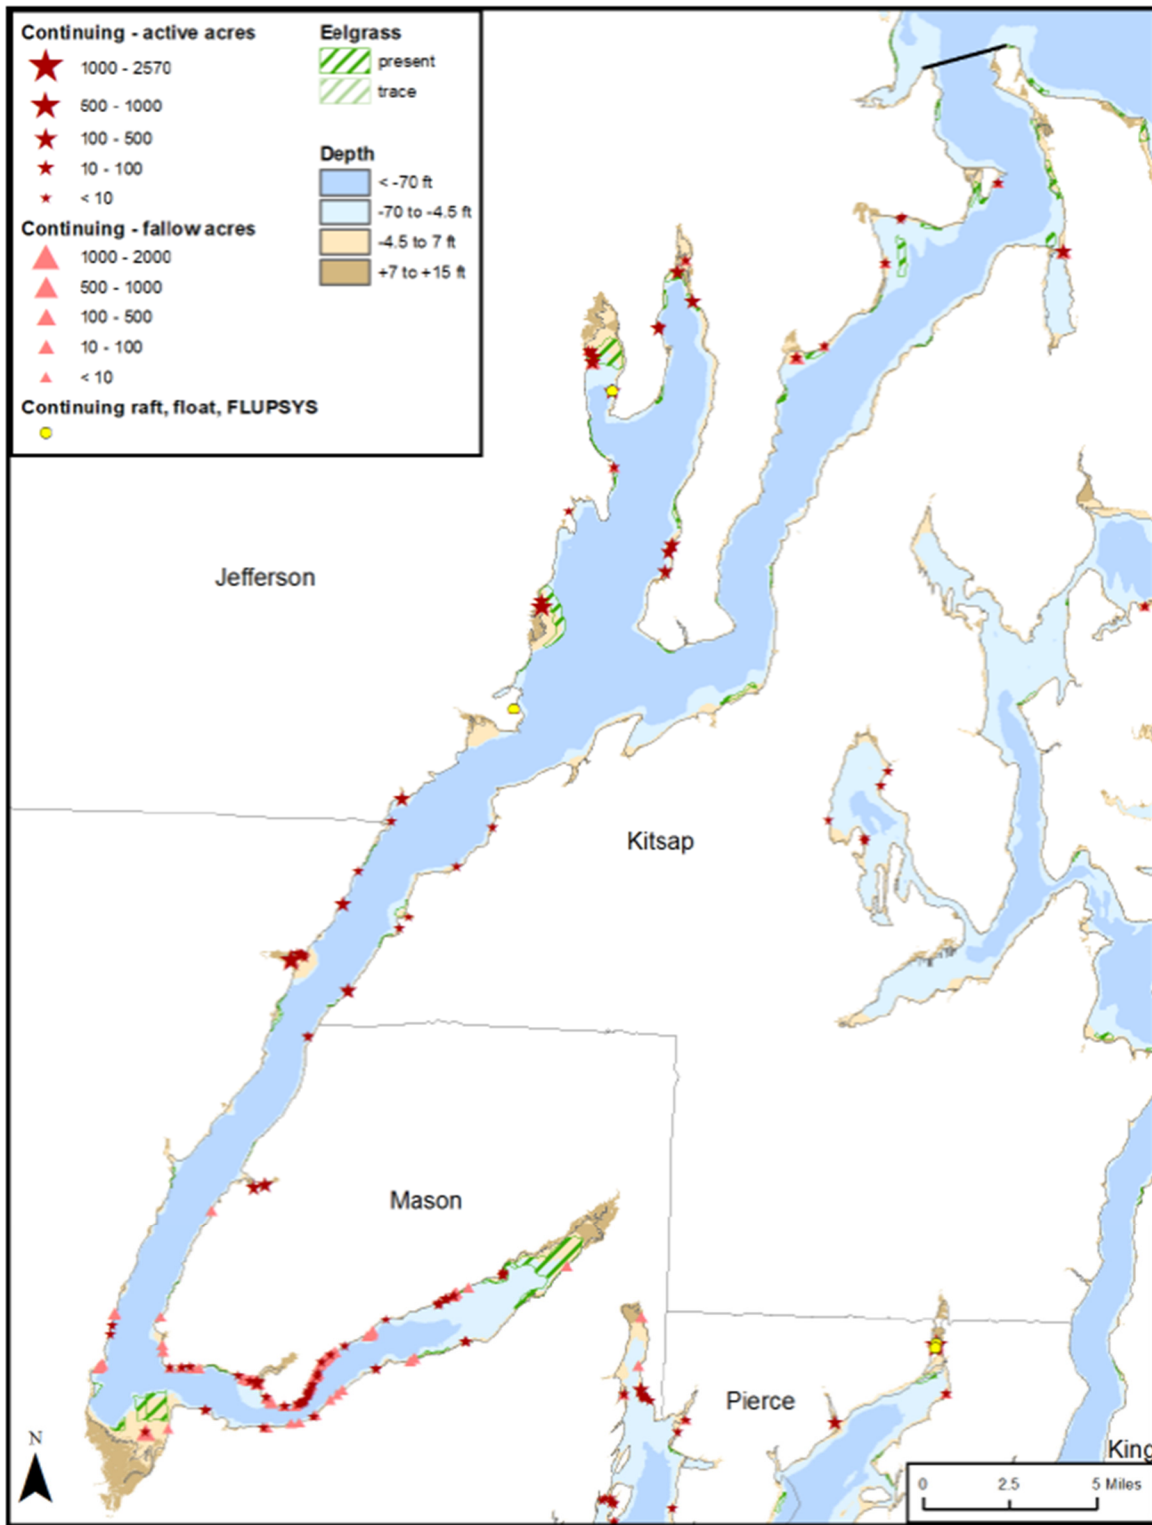 Continuing - active acres
1000 - 2570
500 - 1000
100 - 500
10 - 100
< 10
Continuing - fallow acres
1000 - 2000
500 - 1000
100 - 500
10 - 100
< 10
Continuing raft, float, FLUPSYS
Eelgrass
present
trace
Depth
< -70 ft
-70 to -4.5 ft
-4.5 to 7 ft
+7 to +15 ft
Jefferson
Kitsap
Mason
Pierce
King
N
0 2.5 5 Miles